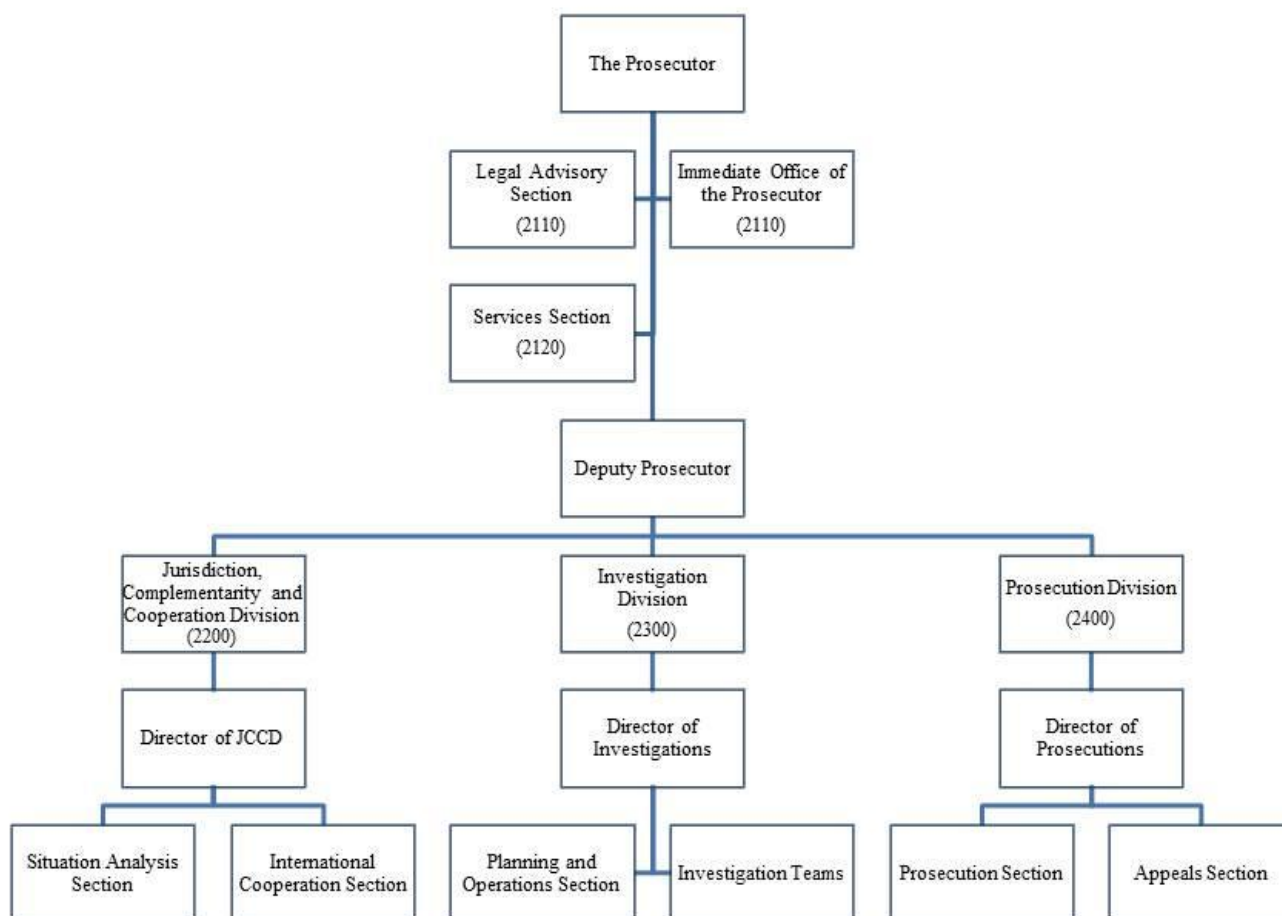 The Prosecutor
Legal Advisory
Section
(2110)
Immediate Office of
the Prosecutor
(2110)
Services Section
(2120)
Deputy Prosecutor
Jurisdiction,
Complementarity and
Cooperation Division
(2200)
Investigation
Division
(2300)
Prosecution Division
(2400)
Director of JCCD
Director of
Investigations
Director of
Prosecutions
Situation Analysis
Section
International
Cooperation Section
Planning and
Operations Section
Investigation Teams
Prosecution Section
Appeals Section